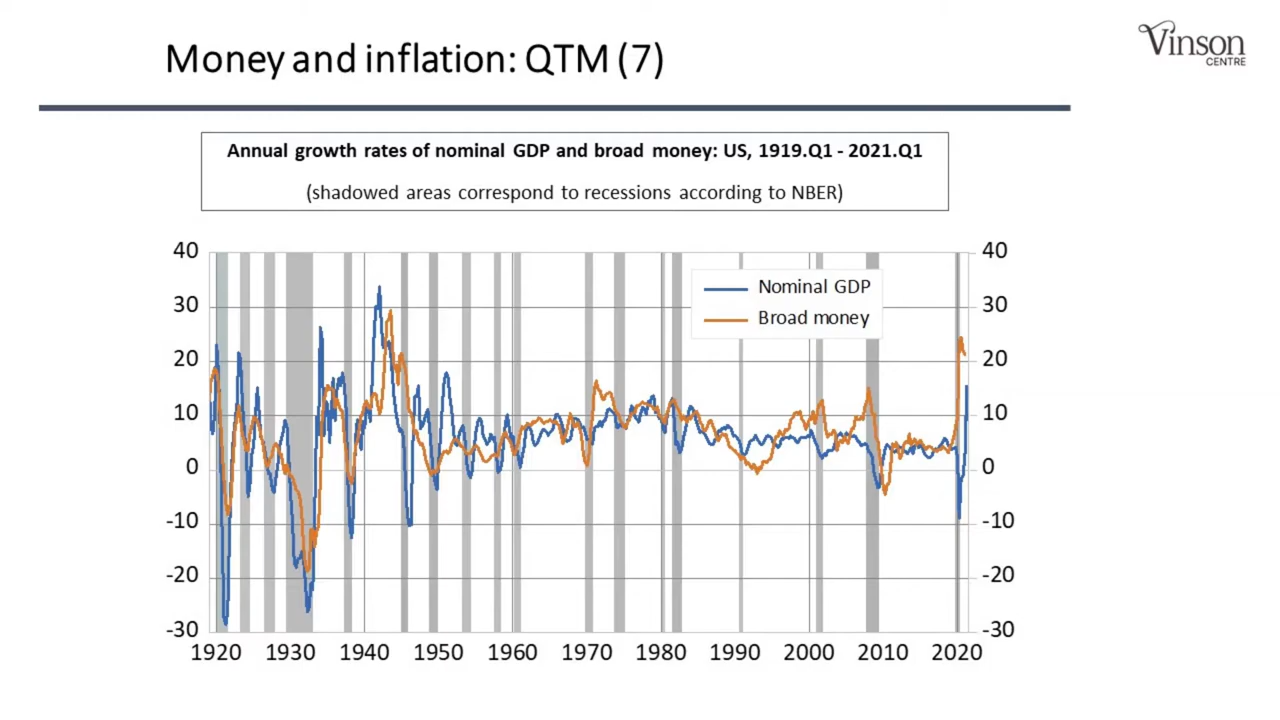 Money and inflation: QTM (7)
Vinson
CENTRE
Annual growth rates of nominal GDP and broad money: US, 1919.Q1 - 2021.Q1
(shadowed areas correspond to recessions according to NBER)
40 40
30 30
20 20
10 10
0 0
-10 -10
-20 -20
-30 -30
Nominal GDP
Broad money
1920 1930 1940 1950 1960 1970 1980 1990 2000 2010 2020